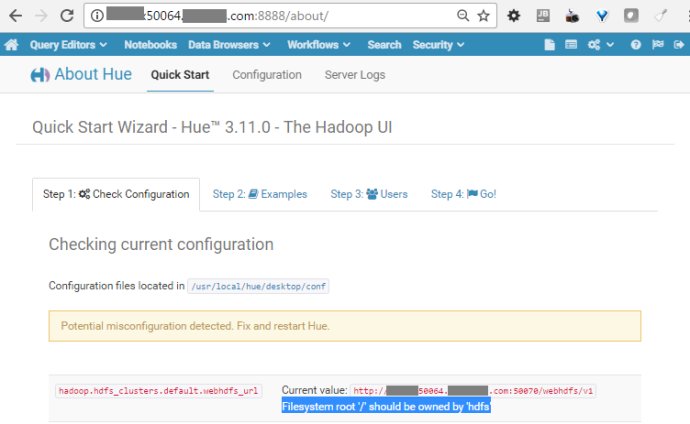 :50064. .com:8888/about/
Query Editors Notebooks Data Browsers Workflows Search Security
About Hue Quick Start Configuration Server Logs
Quick Start Wizard - Hue™ 3.11.0 - The Hadoop UI
Step 1: Check Configuration Step 2: Examples Step 3: Users Step 4: Go!
Checking current configuration
Configuration files located in /usr/local/hue/desktop/conf
Potential misconfiguration detected. Fix and restart Hue.
hadoop.hdfs_clusters.default.webhdfs_url Current value: http:/ 50064. .com:50070/webhdfs/v1
Filesystem root '/' should be owned by 'hdfs'